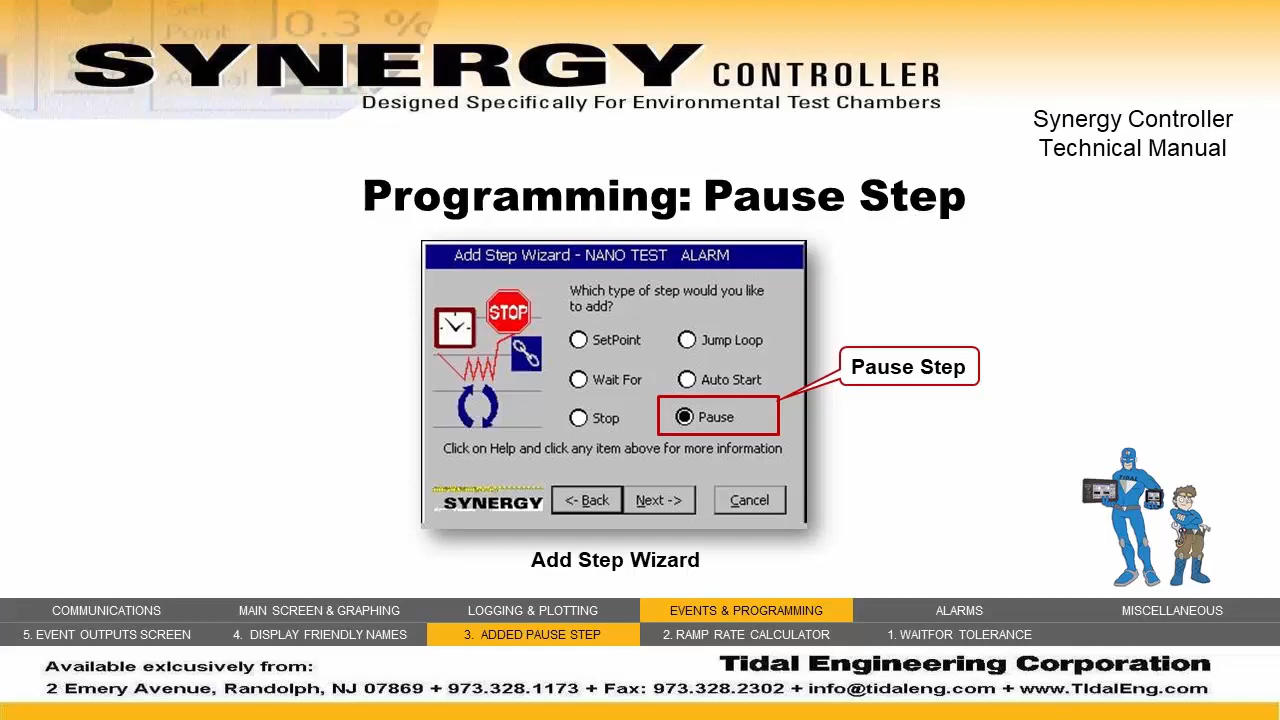 Set
Point
0.3 %
Actual
SYNERGY CONTROLLER
Designed Specifically For Environmental Test Chambers
Synergy Controller
Technical Manual
Programming: Pause Step
Add Step Wizard - NANO TEST ALARM
Which type of step would you like
to add?
STOP
SetPoint
Jump Loop
Wait For
Auto Start
Stop
Pause
Pause Step
Click on Help and click any item above for more information
SYNERGY
<- Back
Next ->
Cancel
Add Step Wizard
TIDAL
COMMUNICATIONS MAIN SCREEN & GRAPHING LOGGING & PLOTTING EVENTS & PROGRAMMING ALARMS MISCELLANEOUS
5. EVENT OUTPUTS SCREEN 4. DISPLAY FRIENDLY NAMES 3. ADDED PAUSE STEP 2. RAMP RATE CALCULATOR 1. WAITFOR TOLERANCE
Available exlcusively from:
Tidal Engineering Corporation
2 Emery Avenue, Randolph, NJ 07869 + 973.328.1173 + Fax: 973.328.2302 + info@tidaleng.com + www.TIdalEng.com